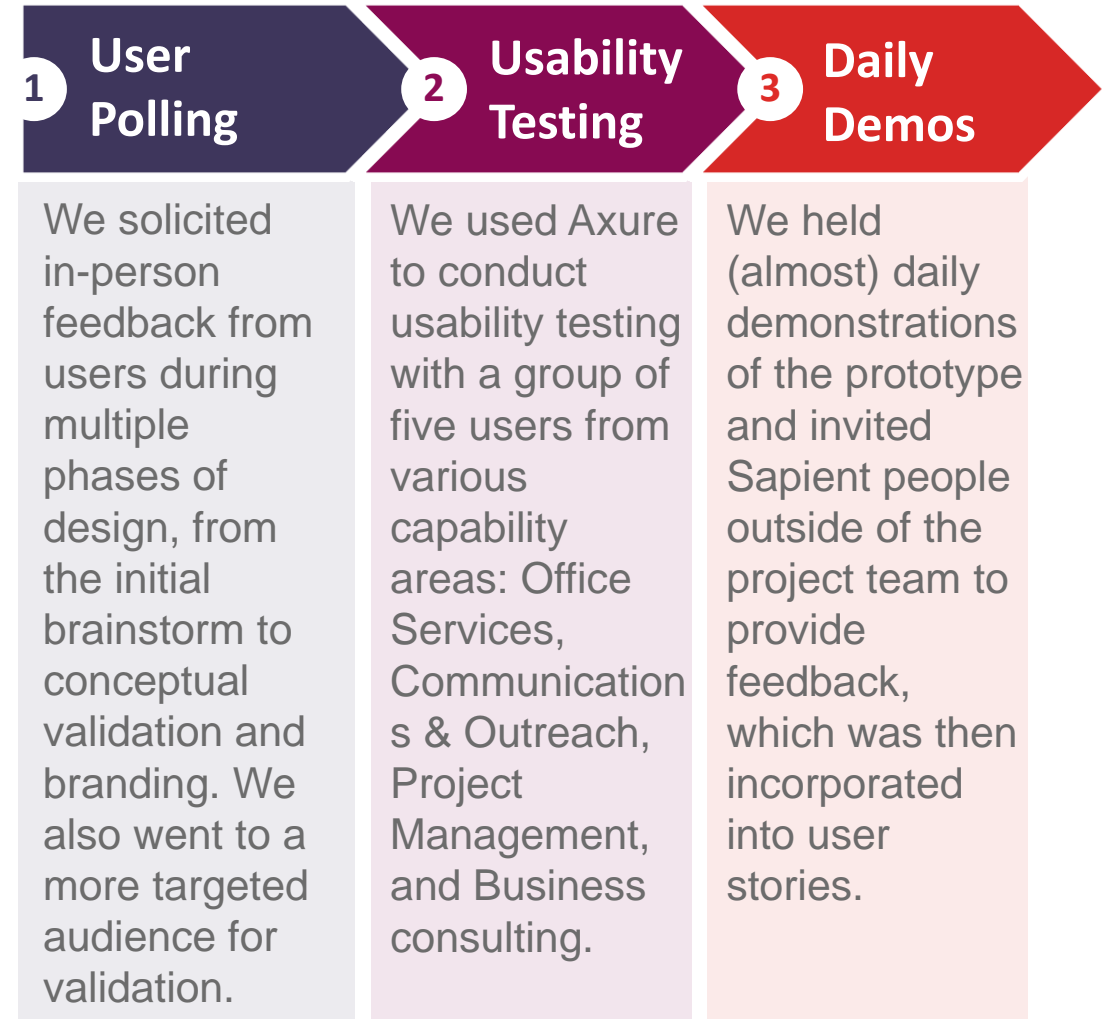 1
User
Polling
We solicited
in-person
feedback from
users during
multiple
phases of
design, from
the initial
brainstorm to
conceptual
validation and
branding. We
also went to a
more targeted
audience for
validation.
2
Usability
Testing
We used Axure
to conduct
usability testing
with a group of
five users from
various
capability
areas: Office
Services,
Communication
s & Outreach,
Project
Management,
and Business
consulting.
3
Daily
Demos
We held
(almost) daily
demonstrations
of the prototype
and invited
Sapient people
outside of the
project team to
provide
feedback,
which was then
incorporated
into user
stories.